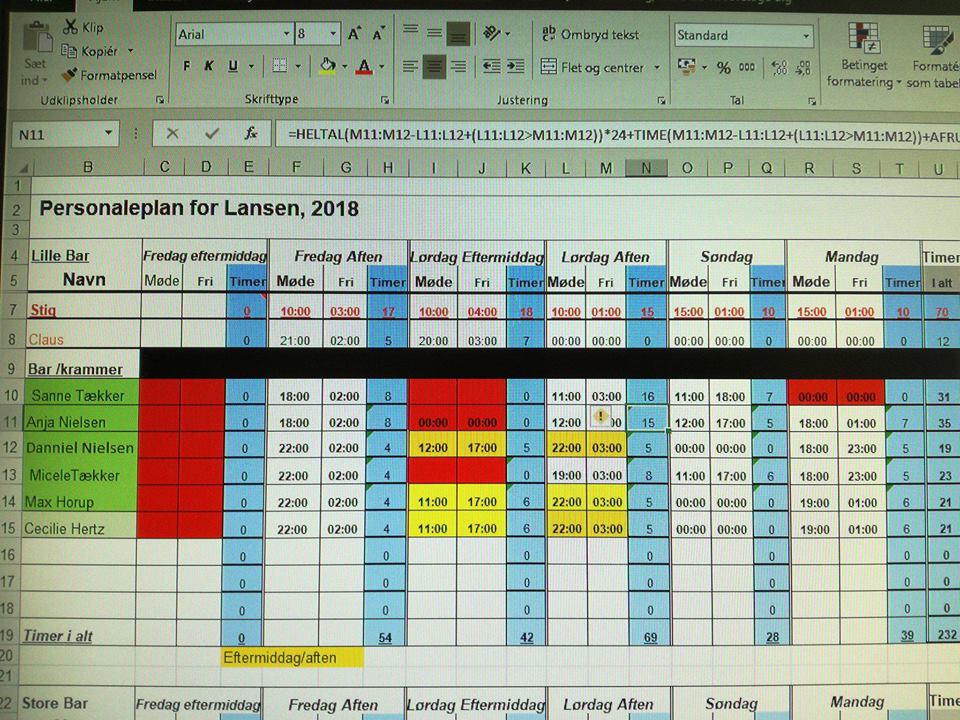 Klip
Arial 8
Ombryd tekst
Standard
Kopiér
Sæt ind
Formatpensel
F K U
Flet og centrer
% 000
Betinget formatering
Udklipsholder
Skrifttype
Justering
Tal
N11 fx =HELTAL(M11:M12-L11:L12+(L11:L12>M11:M12))*24+TIME(M11:M12-L11:L12+(L11:L12>M11:M12))+AFRU
B C D E F G H I J K L M N O P Q R S T U
1
2 Personaleplan for Lansen, 2018
3
4 Lille Bar Fredag eftermiddag Fredag Aften Lørdag Eftermiddag Lørdag Aften Søndag Mandag Timer
5 Navn Møde Fri Timer Møde Fri Timer Møde Fri Timer Møde Fri Timer Møde Fri Timer Møde Fri Timer I alt
7 Stig 0 10:00 03:00 17 10:00 04:00 18 10:00 01:00 15 15:00 01:00 10 15:00 01:00 10 70
8 Claus 0 21:00 02:00 5 20:00 03:00 7 00:00 00:00 0 00:00 00:00 0 00:00 00:00 0 12
9 Bar /krammer
10 Sanne Tækker 0 18:00 02:00 8 0 11:00 03:00 16 11:00 18:00 7 00:00 00:00 0 31
11 Anja Nielsen 0 18:00 02:00 8 00:00 00:00 0 12:00 15 12:00 17:00 5 18:00 01:00 7 35
12 Danniel Nielsen 0 22:00 02:00 4 12:00 17:00 5 22:00 03:00 5 00:00 00:00 0 18:00 23:00 5 19
13 MiceleTækker 0 22:00 02:00 4 0 19:00 03:00 8 11:00 17:00 6 18:00 23:00 5 23
14 Max Horup 0 22:00 02:00 4 11:00 17:00 6 22:00 03:00 5 00:00 00:00 0 19:00 01:00 6 21
15 Cecilie Hertz 0 22:00 02:00 4 11:00 17:00 6 22:00 03:00 5 00:00 00:00 0 19:00 01:00 6 21
16 0 0 0 0 0 0 0
17 0 0 0 0 0 0 0
18 0 0 0 0 0 0 0
19 Timer i alt 0 54 42 69 28 39 232
20 Eftermiddag/aften
21
22 Store Bar Fredag eftermiddag Fredag Aften Lørdag Eftermiddag Lørdag Aften Søndag Mandag Time